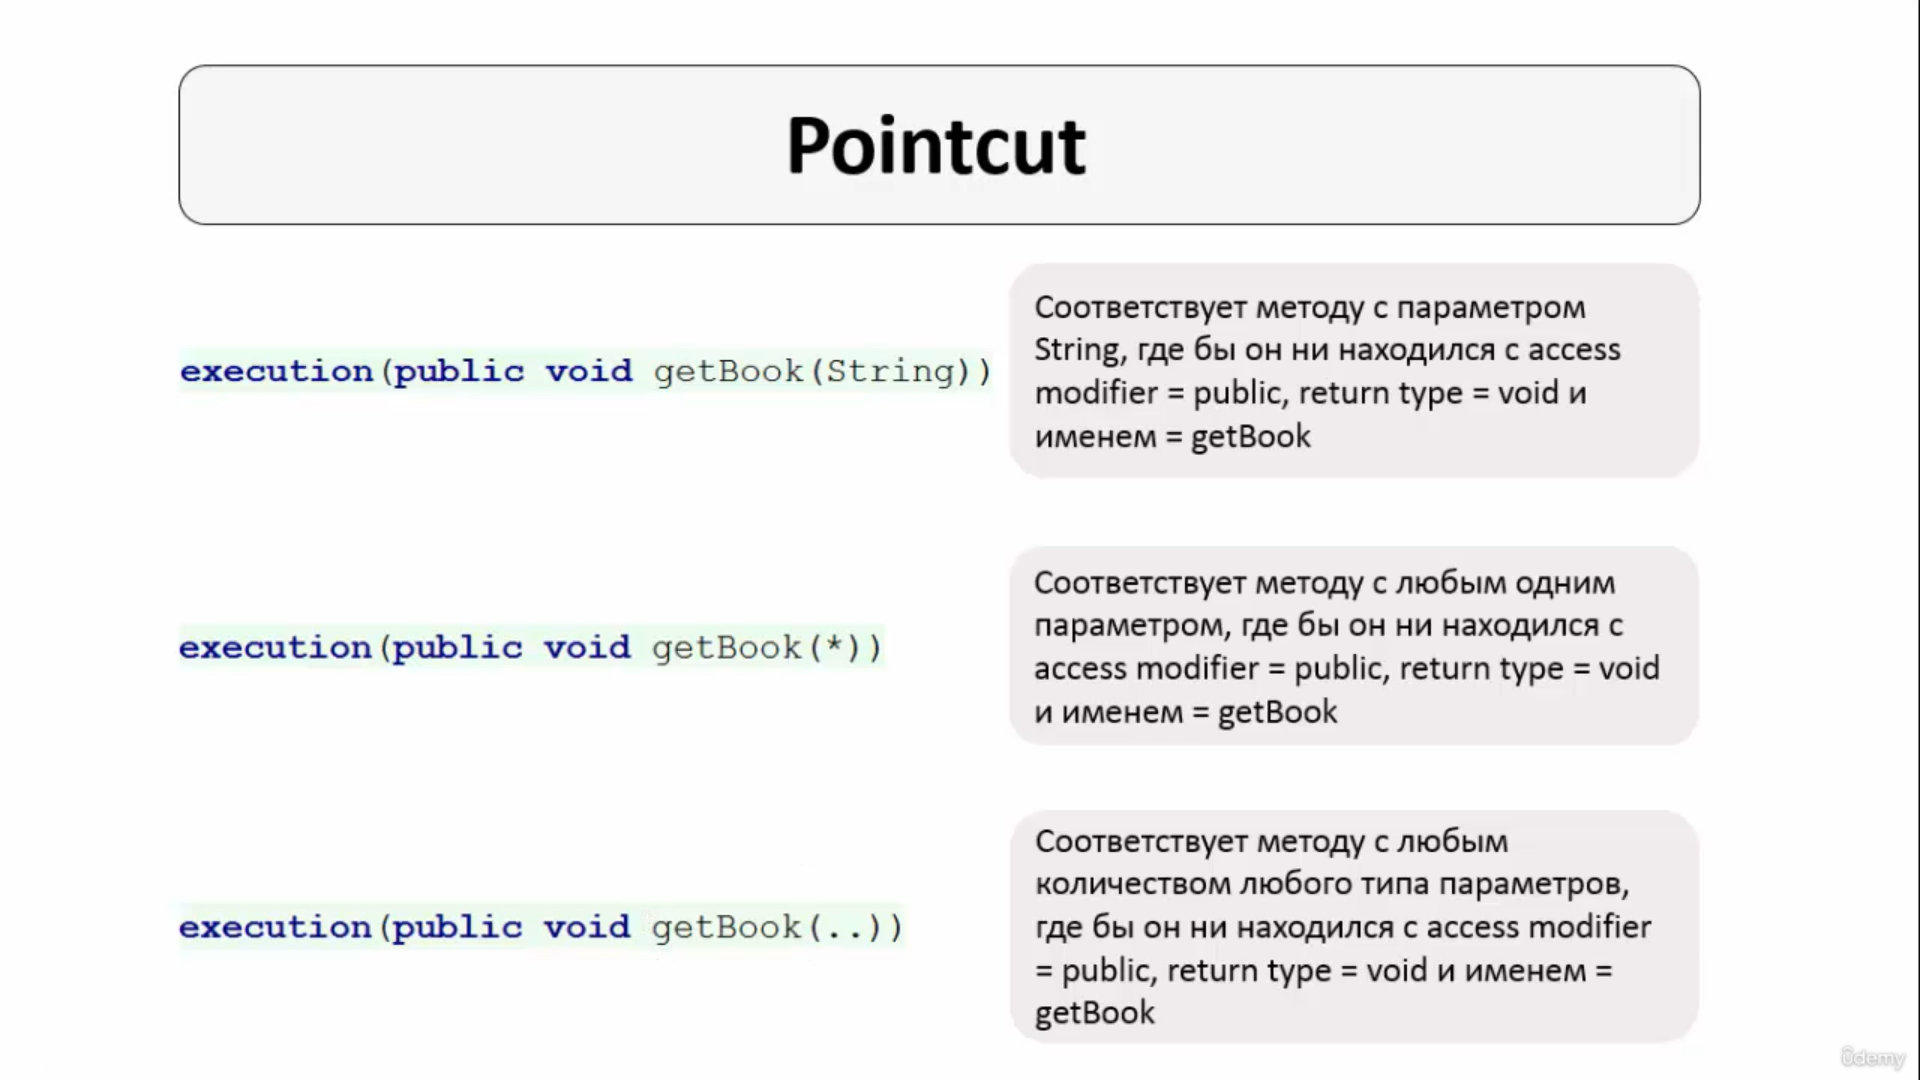 Pointcut
execution(public void getBook(String))
Соответствует методу с параметром
String, где бы он ни находился с access
modifier = public, return type = void и
именем = getBook
execution(public void getBook(*))
Соответствует методу с любым одним
параметром, где бы он ни находился с
access modifier = public, return type = void
и именем = getBook
execution(public void getBook(..))
Соответствует методу с любым
количеством любого типа параметров,
где бы он ни находился с access modifier
= public, return type = void и именем =
getBook
ûdemy